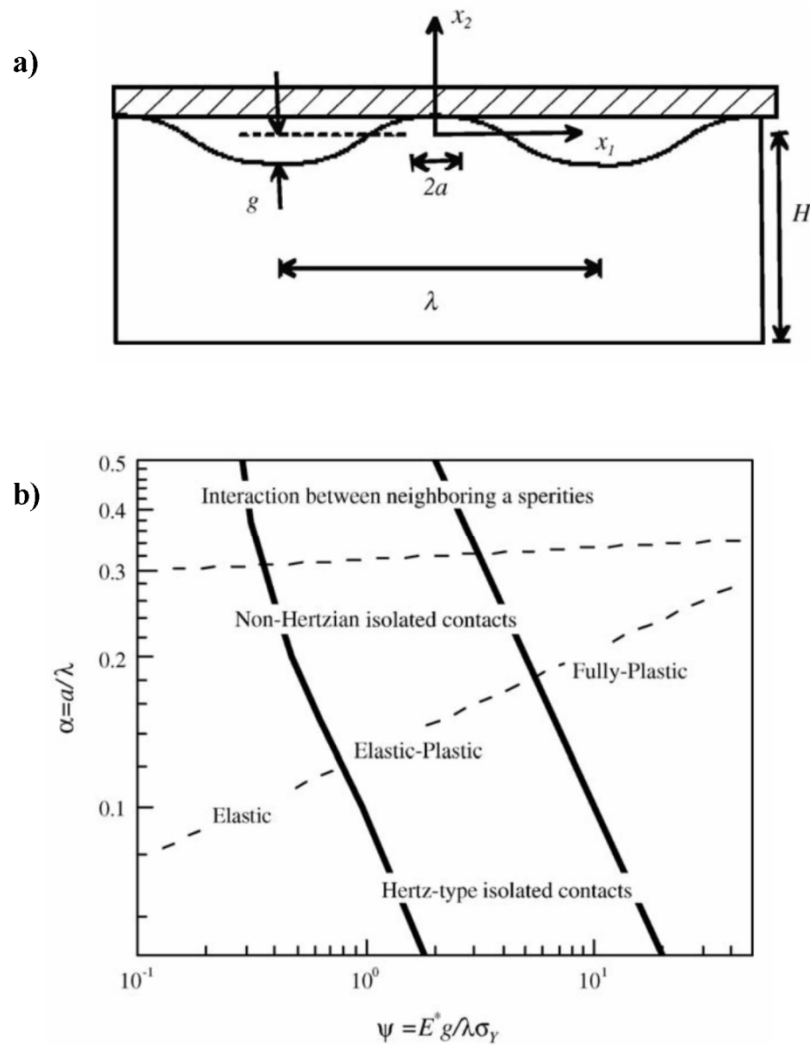 a)
x₂
x₁
g
2a
H
λ
b)
0.5
Interaction between neighboring a sperities
0.4
0.3
Non-Hertzian isolated contacts
0.2
Fully-Plastic
α=a/λ
Elastic-Plastic
0.1
Elastic
Hertz-type isolated contacts
10⁻¹ 10⁰ 10¹
ψ =E*g/λσ_Y